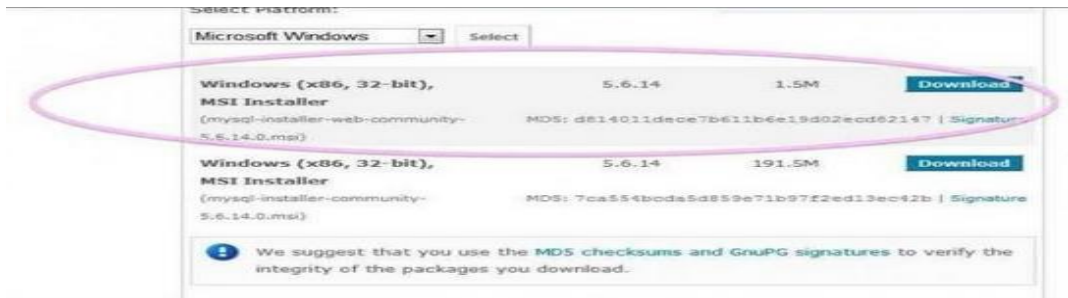 Select Platform:
Microsoft Windows Select
Windows (x86, 32-bit), 5.6.14 1.5M Download
MSI Installer
(mysql-installer-web-community- MD5: d814011dece7b611b6e19d02ecd62147 | Signature
5.6.14.0.msi)
Windows (x86, 32-bit), 5.6.14 191.5M Download
MSI Installer
(mysql-installer-community- MD5: 7ca554bcda5d859e71b97f2ed13ec42b | Signature
5.6.14.0.msi)
We suggest that you use the MD5 checksums and GnuPG signatures to verify the
integrity of the packages you download.